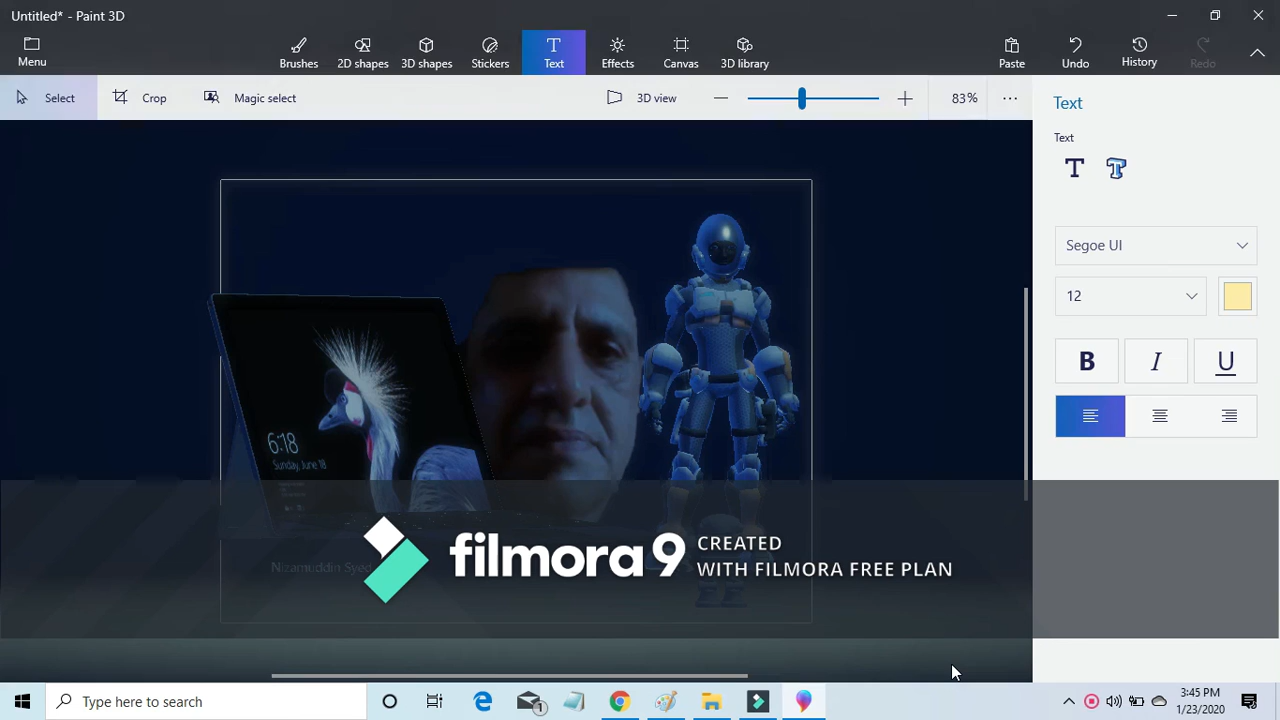 Untitled* - Paint 3D
Menu
Brushes
2D shapes
3D shapes
Stickers
Text
Effects
Canvas
3D library
Paste
Undo
History
Redo
Select
Crop
Magic select
3D view
83%
Text
Text
Segoe UI
12
B
I
U
6:18
Sunday, June 18
Nizamuddin Syed
filmora9
CREATED
WITH FILMORA FREE PLAN
Type here to search
1
3:45 PM
1/23/2020